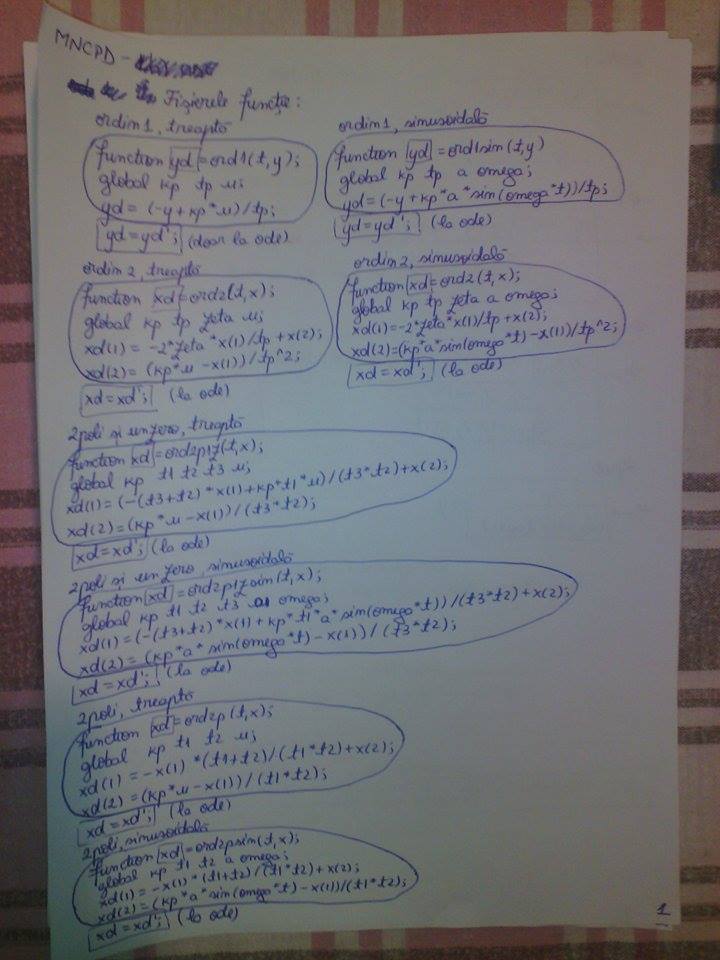 MNCPD -
Fișierele funcție:
ordin 1, treaptă
function yd = ord1(t,y);
global kp tp u;
yd = (-y+kp*u)/tp;
yd = yd'; (doar la ode)
ordin 1, sinusoidală
function yd = ord1sin(t,y)
global kp tp a omega;
yd = (-y+kp*a*sin(omega*t))/tp;
yd = yd'; (la ode)
ordin 2, treaptă
function xd = ord2(t,x);
global kp tp zeta u;
xd(1) = -2*zeta*x(1)/tp + x(2);
xd(2) = (kp*u - x(1))/tp^2;
xd = xd'; (la ode)
ordin 2, sinusoidală
function xd = ord2(t,x);
global kp tp zeta a omega;
xd(1) = -2*zeta*x(1)/tp + x(2);
xd(2) = (kp*a*sin(omega*t) - x(1))/tp^2;
xd = xd'; (la ode)
2 poli și un zero, treaptă
function xd = ord2p1z(t,x);
global kp t1 t2 t3 u;
xd(1) = (-(t3+t2)*x(1)+kp*t1*u)/(t3*t2)+x(2);
xd(2) = (kp*u - x(1))/(t3*t2);
xd = xd'; (la ode)
2 poli și un zero, sinusoidală
function xd = ord2p1zsin(t,x);
global kp t1 t2 t3 a omega;
xd(1) = (-(t3+t2)*x(1)+kp*t1*a*sin(omega*t))/(t3*t2)+x(2);
xd(2) = (kp*a*sin(omega*t) - x(1))/(t3*t2);
xd = xd'; (la ode)
2 poli, treaptă
function xd = ord2p(t,x);
global kp t1 t2 u;
xd(1) = -x(1)*(t1+t2)/(t1*t2)+x(2);
xd(2) = (kp*u - x(1))/(t1*t2);
xd = xd'; (la ode)
2 poli, sinusoidală
function xd = ord2psin(t,x);
global kp t1 t2 a omega;
xd(1) = -x(1)*(t1+t2)/(t1*t2)+x(2);
xd(2) = (kp*a*sin(omega*t) - x(1))/(t1*t2);
xd = xd'; (la ode)
1